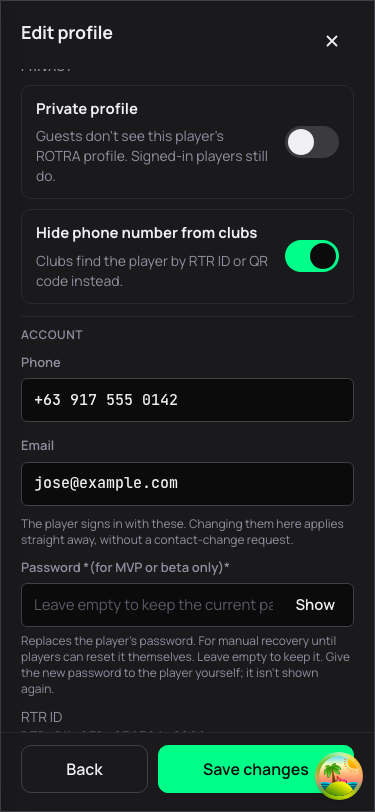 Edit profile
Private profile
Guests don't see this player's
ROTRA profile. Signed-in players still
do.
Hide phone number from clubs
Clubs find the player by RTR ID or QR
code instead.
ACCOUNT
Phone
+63 917 555 0142
Email
jose@example.com
The player signs in with these. Changing them here applies
straight away, without a contact-change request.
Password *(for MVP or beta only)*
Leave empty to keep the current pa
Show
Replaces the player's password. For manual recovery until
players can reset it themselves. Leave empty to keep it. Give
the new password to the player yourself; it isn't shown
again.
RTR ID
Back
Save changes